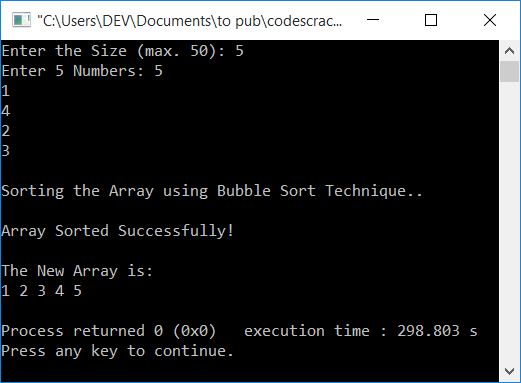 "C:\Users\DEV\Documents\to pub\codescrac...
Enter the Size (max. 50): 5
Enter 5 Numbers: 5
1
4
2
3
Sorting the Array using Bubble Sort Technique..
Array Sorted Successfully!
The New Array is:
1 2 3 4 5
Process returned 0 (0x0)   execution time : 298.803 s
Press any key to continue.